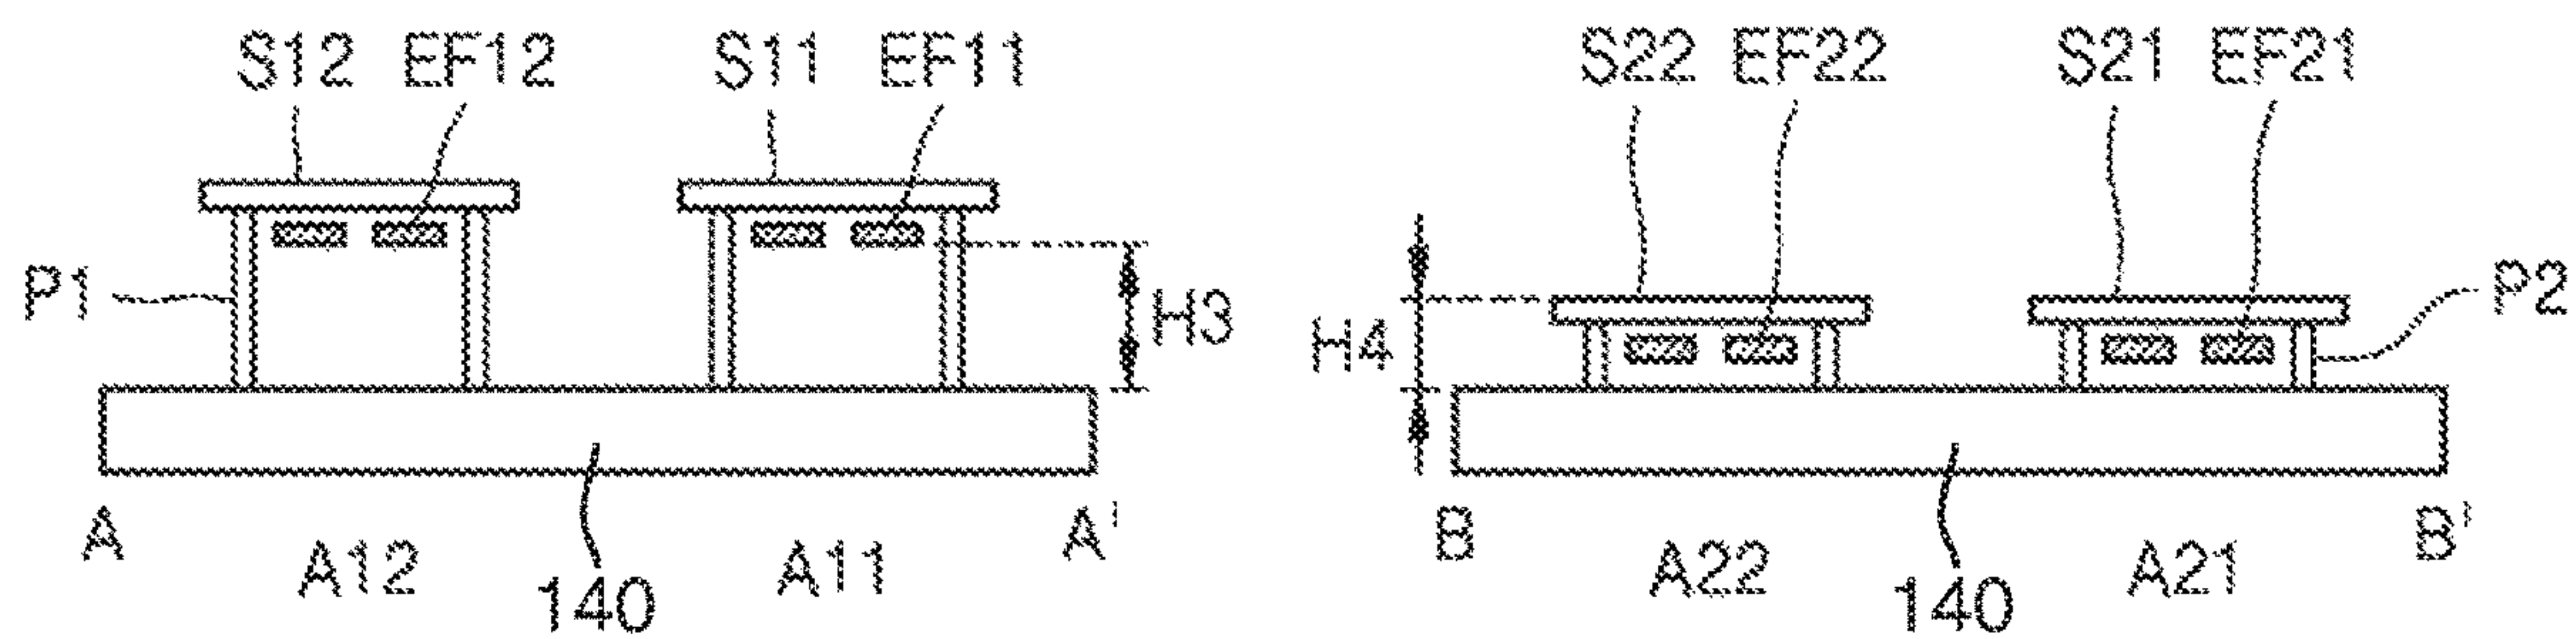 S12 EF12 S11 EF11 S22 EF22 S21 EF21
P1 H3 H4 P2
A A' B B'
A12 140 A11 A22 140 A21